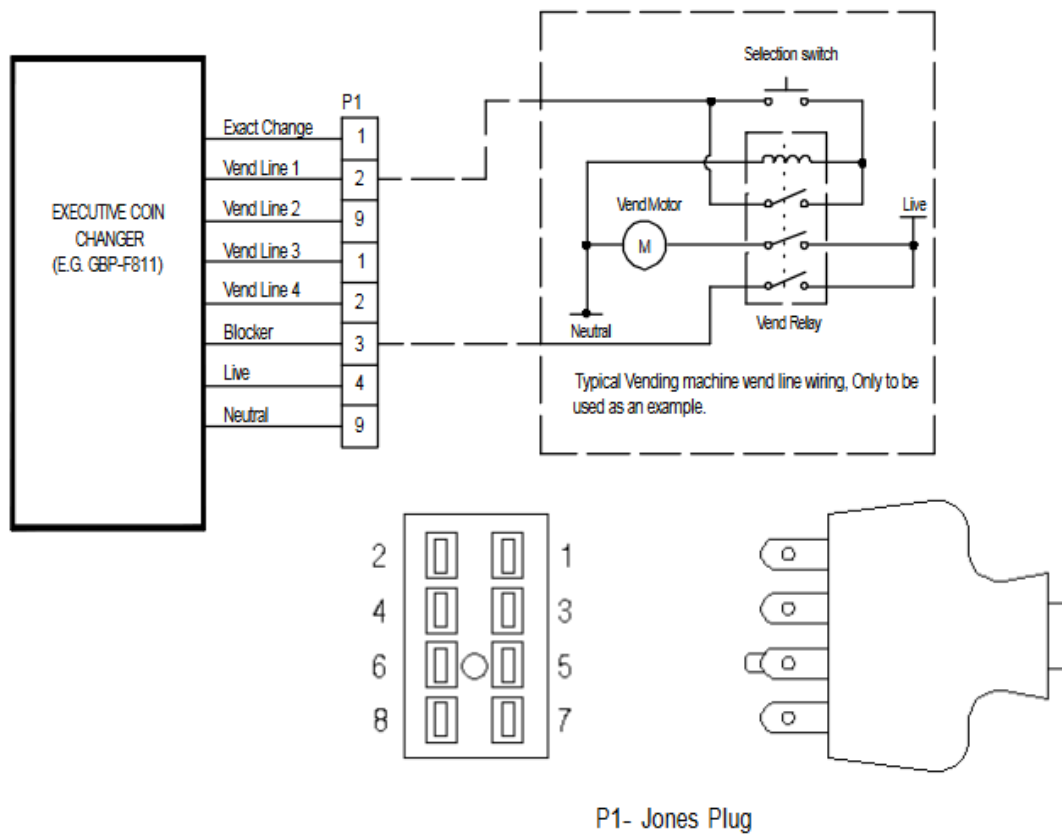 Selection switch
P1
Exact Change
1
Vend Line 1
2
Vend Line 2
9
Vend Line 3
1
Vend Line 4
2
Blocker
3
Live
4
Neutral
9
EXECUTIVE COIN
CHANGER
(E.G. GBP-F811)
Vend Motor
M
Live
Neutral
Vend Relay
Typical Vending machine vend line wiring, Only to be
used as an example.
2 1
4 3
6 5
8 7
P1- Jones Plug